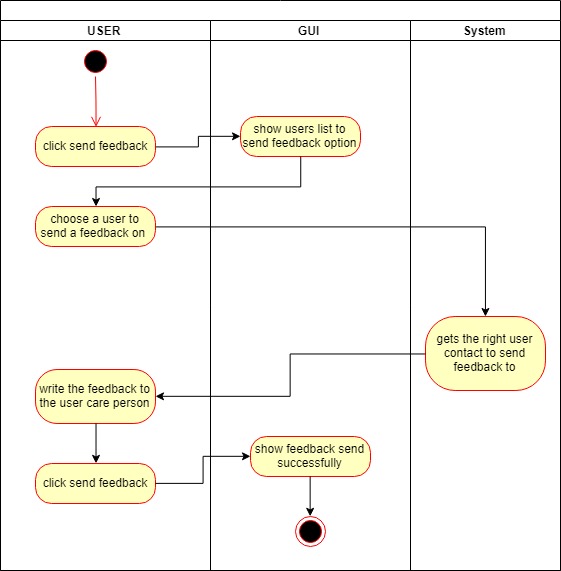 USER
GUI
System
click send feedback
show users list to
send feedback option
choose a user to
send a feedback on
gets the right user
contact to send
feedback to
write the feedback to
the user care person
click send feedback
show feedback send
successfully